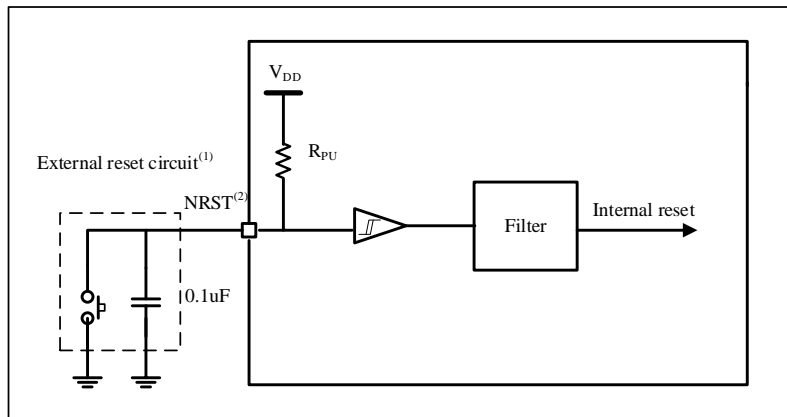 V_DD
R_PU
External reset circuit^(1)
NRST^(2)
Filter
Internal reset
0.1uF